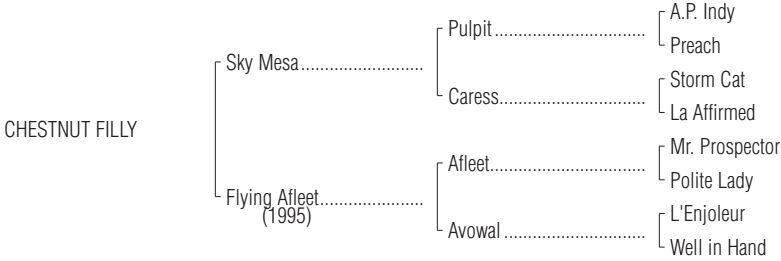 A.P. Indy
Pulpit..................................
Preach
Sky Mesa...........................
Storm Cat
Caress.................................
La Affirmed
CHESTNUT FILLY
Mr. Prospector
Afleet...................................
Polite Lady
Flying Afleet.......................
(1995)
L'Enjoleur
Avowal................................
Well in Hand